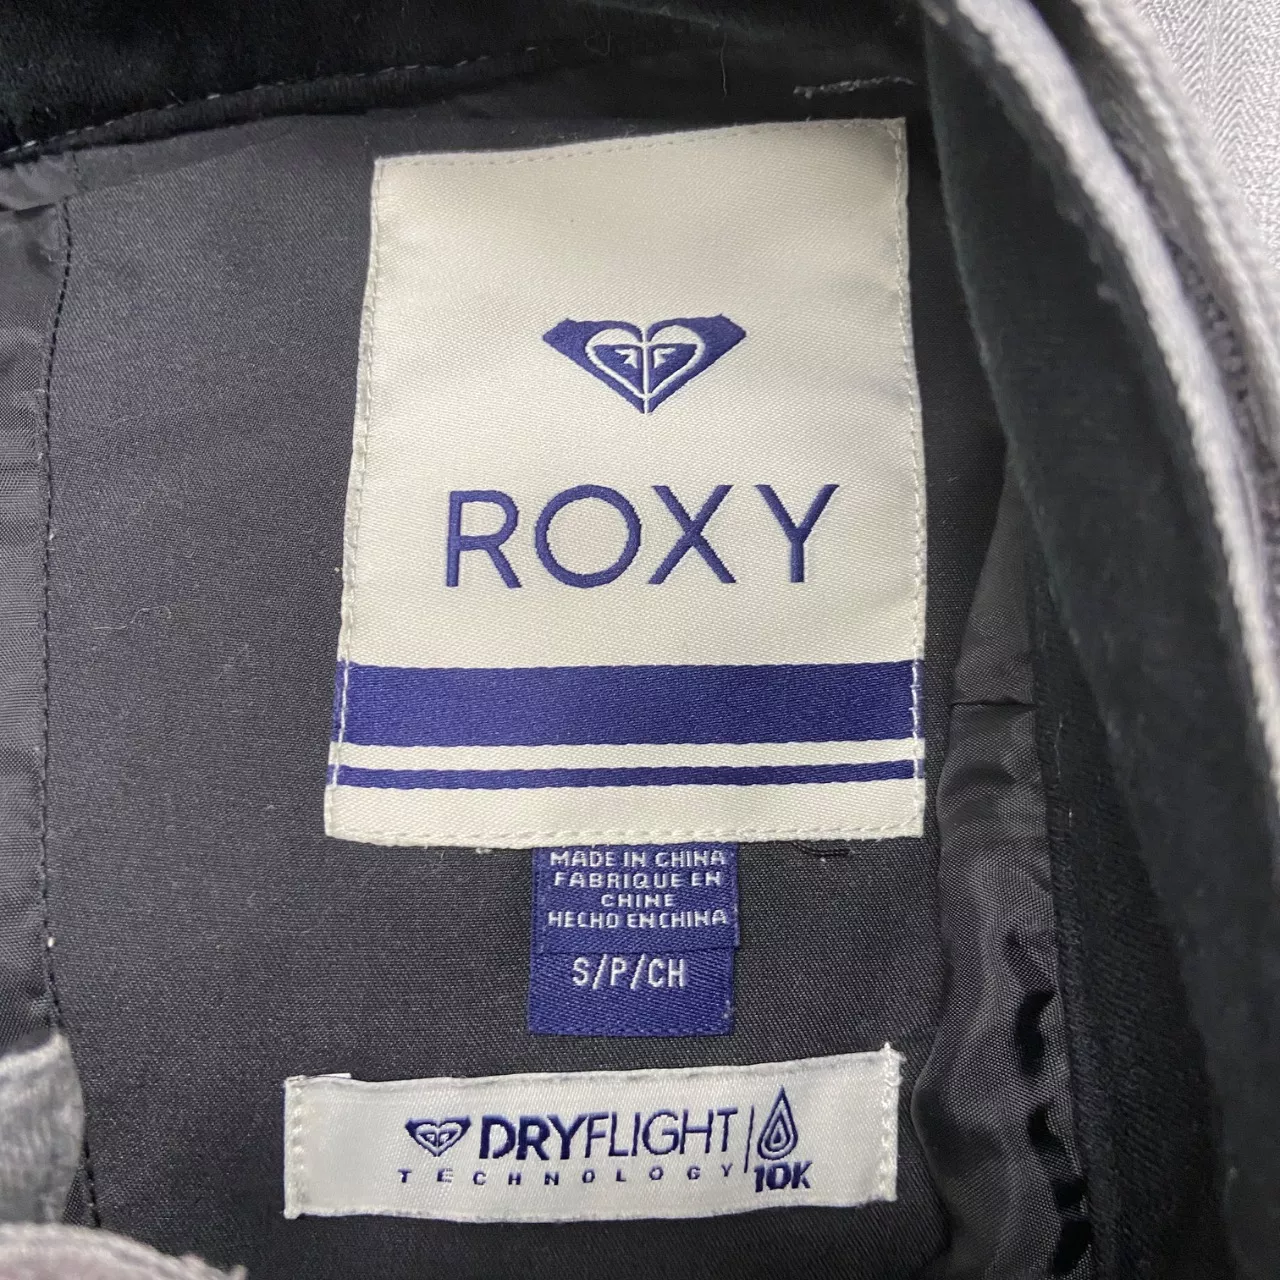 ROXY
MADE IN CHINA
FABRIQUE EN
CHINE
HECHO EN CHINA
S/P/CH
DRYFLIGHT
TECHNOLOGY
10K